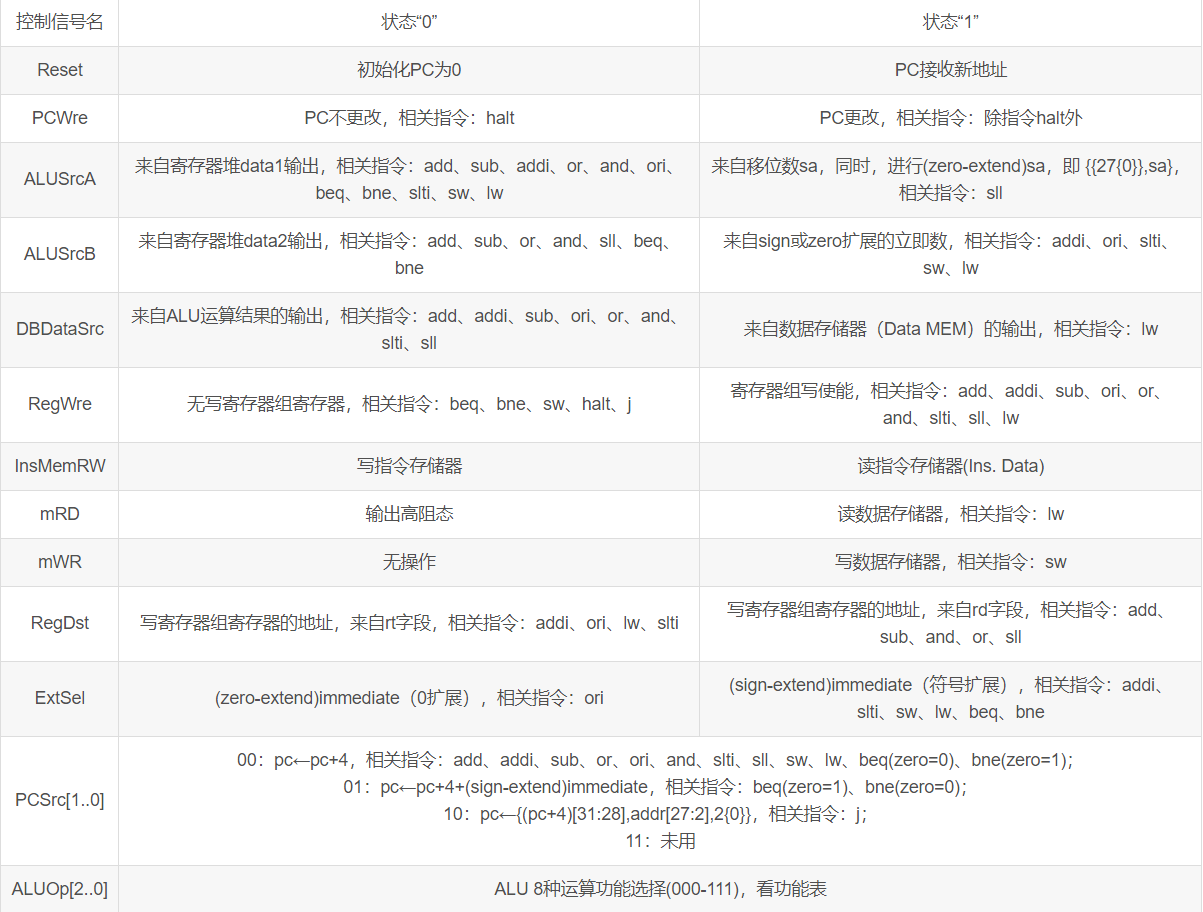 控制信号名 状态“0” 状态“1”
Reset 初始化PC为0 PC接收新地址
PCWre PC不更改，相关指令：halt PC更改，相关指令：除指令halt外
ALUSrcA
来自寄存器堆data1输出，相关指令：add、sub、addi、or、and、ori、
beq、bne、slti、sw、lw
来自移位数sa，同时，进行(zero-extend)sa，即 {{27{0}},sa}，
相关指令：sll
ALUSrcB
来自寄存器堆data2输出，相关指令：add、sub、or、and、sll、beq、
bne
来自sign或zero扩展的立即数，相关指令：addi、ori、slti、
sw、lw
DBDataSrc
来自ALU运算结果的输出，相关指令：add、addi、sub、ori、or、and、
slti、sll
来自数据存储器（Data MEM）的输出，相关指令：lw
RegWre
无写寄存器组寄存器，相关指令：beq、bne、sw、halt、j
寄存器组写使能，相关指令：add、addi、sub、ori、or、
and、slti、sll、lw
InsMemRW 写指令存储器 读指令存储器(Ins. Data)
mRD 输出高阻态 读数据存储器，相关指令：lw
mWR 无操作 写数据存储器，相关指令：sw
RegDst
写寄存器组寄存器的地址，来自rt字段，相关指令：addi、ori、lw、slti
写寄存器组寄存器的地址，来自rd字段，相关指令：add、
sub、and、or、sll
ExtSel
(zero-extend)immediate（0扩展），相关指令：ori
(sign-extend)immediate（符号扩展），相关指令：addi、
slti、sw、lw、beq、bne
PCSrc[1..0]
00：pc←pc+4，相关指令：add、addi、sub、or、ori、and、slti、sll、sw、lw、beq(zero=0)、bne(zero=1)；
01：pc←pc+4+(sign-extend)immediate，相关指令：beq(zero=1)、bne(zero=0)；
10：pc←{(pc+4)[31:28],addr[27:2],2{0}}，相关指令：j；
11：未用
ALUOp[2..0] ALU 8种运算功能选择(000-111)，看功能表